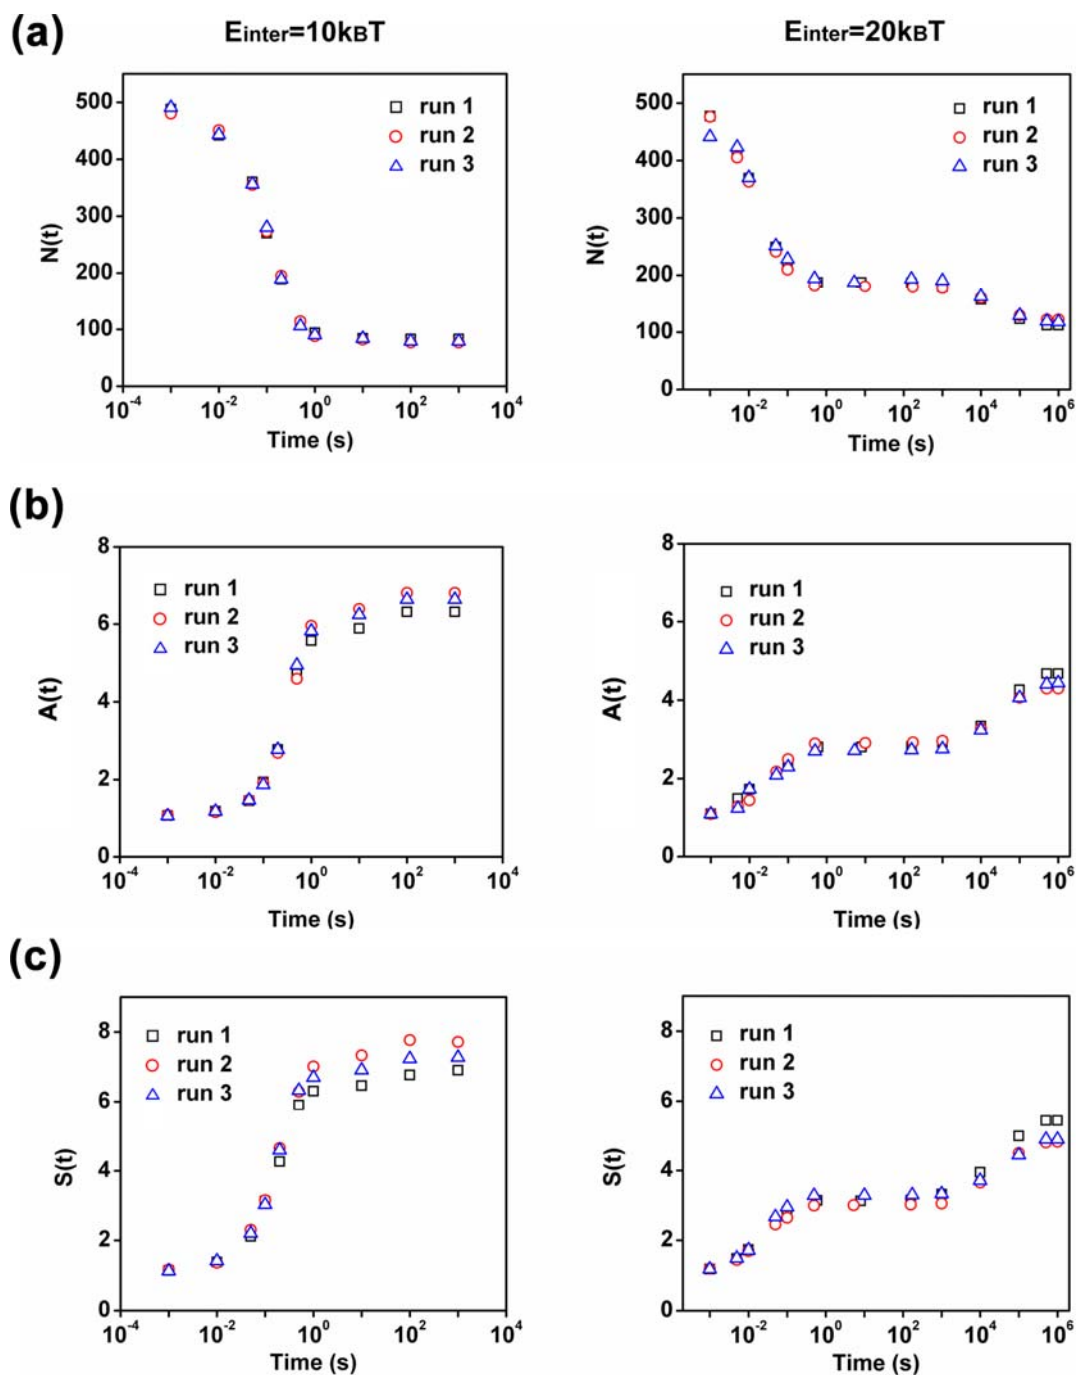 (a)
EinterE=10kBT
Einter=20kBT
N(t)
500
400
300
200
100
0
run 1
run 2
run 3
10-4
10-2
100
102
104
Time (s)
N(t)
500
400
300
200
100
0
run 1
run 2
run 3
10-2
100
102
104
106
Time (s)
(b)
A(t)
8
6
4
2
0
run 1
run 2
run 3
10-4
10-2
100
102
104
Time (s)
A(t)
8
6
4
2
0
run 1
run 2
run 3
10-2
100
102
104
106
Time (s)
(c)
S(t)
8
6
4
2
0
run 1
run 2
run 3
10-4
10-2
100
102
104
Time (s)
S(t)
8
6
4
2
0
run 1
run 2
run 3
10-2
100
102
104
106
Time (s)